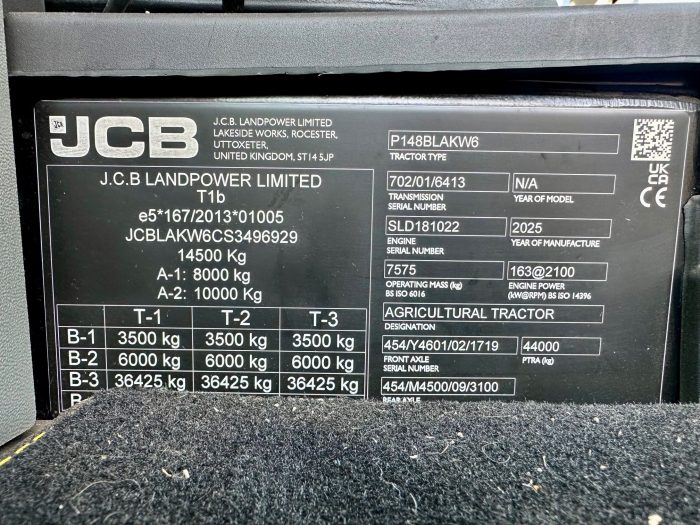 JCB
J.C.B. LANDPOWER LIMITED
LAKESIDE WORKS, ROCESTER,
UTTOXETER,
UNITED KINGDOM, ST14 5JP
J.C.B LANDPOWER LIMITED
T1b
e5*167/2013*01005
JCBLAKW6CS3496929
14500 Kg
A-1: 8000 kg
A-2: 10000 Kg
T-1 T-2 T-3
B-1 3500 kg 3500 kg 3500 kg
B-2 6000 kg 6000 kg 6000 kg
B-3 36425 kg 36425 kg 36425 kg
P148BLAKW6
TRACTOR TYPE
702/01/6413 N/A
TRANSMISSION SERIAL NUMBER YEAR OF MODEL
SLD181022 2025
ENGINE SERIAL NUMBER YEAR OF MANUFACTURE
7575 163@2100
OPERATING MASS (kg) ENGINE POWER
BS ISO 6016 (kW@RPM) BS ISO 14396
AGRICULTURAL TRACTOR
DESIGNATION
454/Y4601/02/1719 44000
FRONT AXLE SERIAL NUMBER PTRA (kg)
454/M4500/09/3100
REAR AXLE
UK
CA
CE